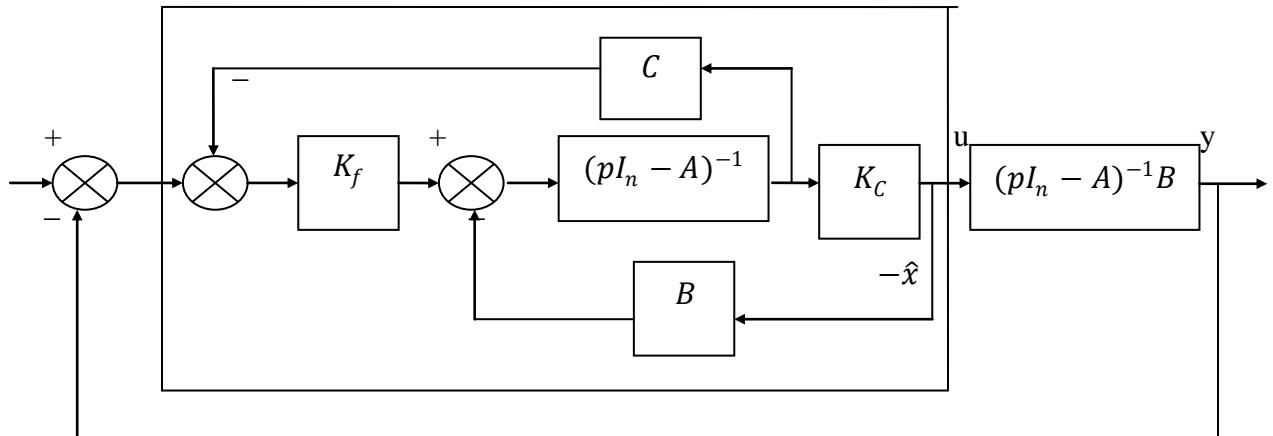 C
−
+
K_f
+
(pI_n − A)^{-1}
K_C
u
(pI_n − A)^{-1}B
y
−
−
−x̂
B